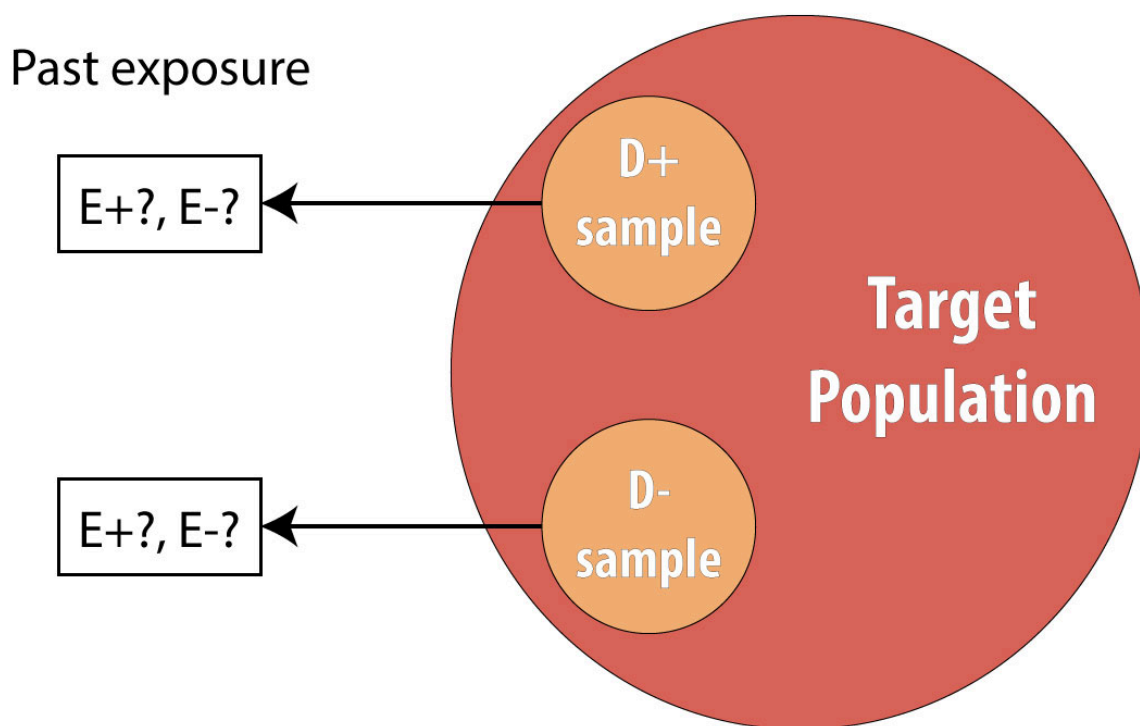 Past exposure
E+?, E-?
D+
sample
Target
Population
E+?, E-?
D-
sample